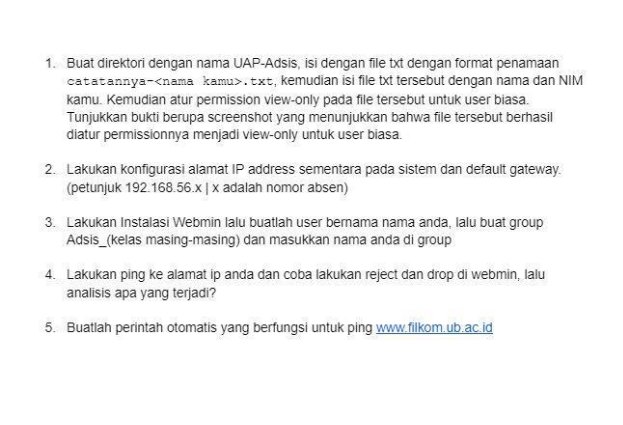 1. Buat direktori dengan nama UAP-Adsis, isi dengan file txt dengan format penamaan
catatannya-<nama kamu>.txt, kemudian isi file txt tersebut dengan nama dan NIM
kamu. Kemudian atur permission view-only pada file tersebut untuk user biasa.
Tunjukkan bukti berupa screenshot yang menunjukkan bahwa file tersebut berhasil
diatur permissionnya menjadi view-only untuk user biasa.
2. Lakukan konfigurasi alamat IP address sementara pada sistem dan default gateway.
(petunjuk 192.168.56.x | x adalah nomor absen)
3. Lakukan Instalasi Webmin lalu buatlah user bernama nama anda, lalu buat group
Adsis_(kelas masing-masing) dan masukkan nama anda di group
4. Lakukan ping ke alamat ip anda dan coba lakukan reject dan drop di webmin, lalu
analisis apa yang terjadi?
5. Buatlah perintah otomatis yang berfungsi untuk ping www.filkom.ub.ac.id